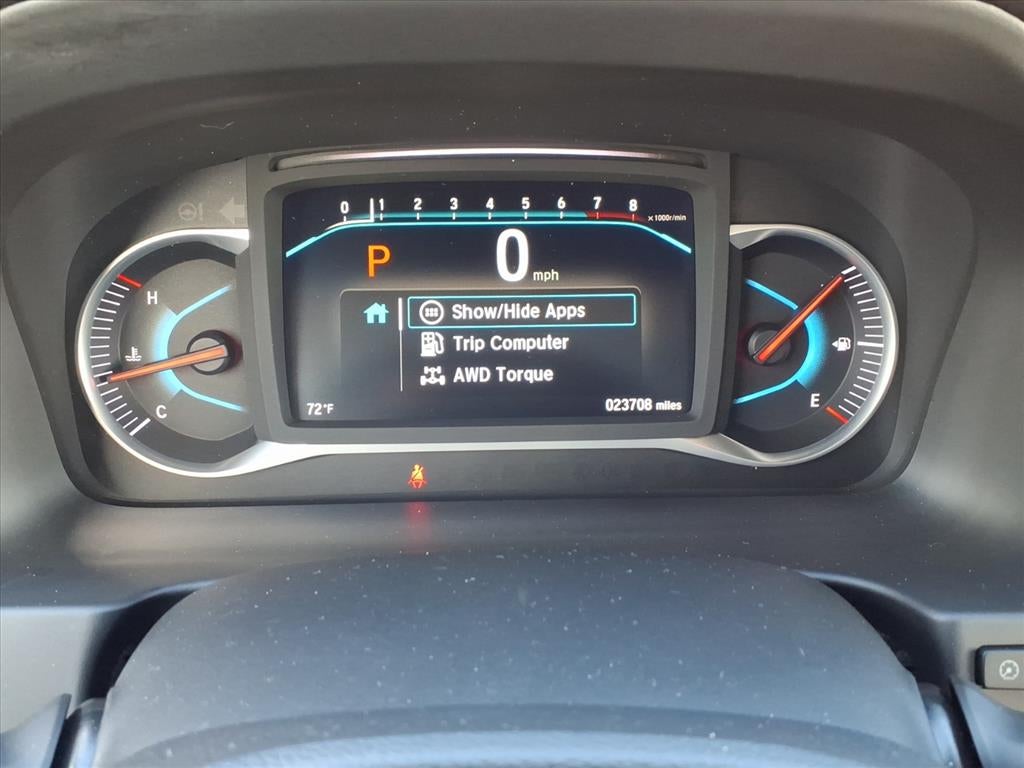 0 1 2 3 4 5 6 7 8 ×1000r/min
P 0 mph
H
Show/Hide Apps
Trip Computer
AWD Torque
C
E
72°F 023708 miles